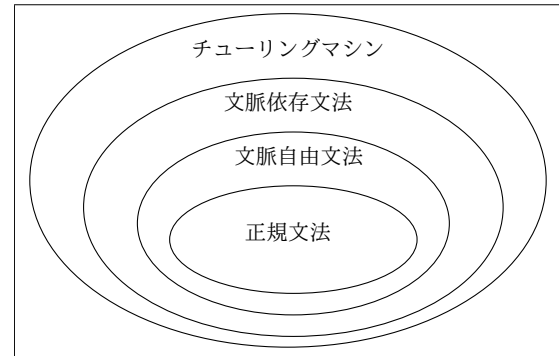 チューリングマシン
文脈依存文法
文脈自由文法
正規文法